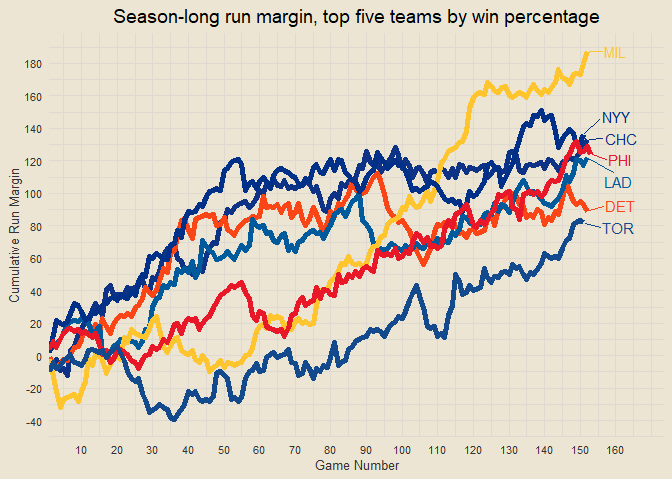 Season-long run margin, top five teams by win percentage
Cumulative Run Margin
180
160
140
120
100
80
60
40
20
0
-20
-40
MIL
NYY
CHC
PHI
LAD
DET
TOR
10 20 30 40 50 60 70 80 90 100 110 120 130 140 150 160
Game Number